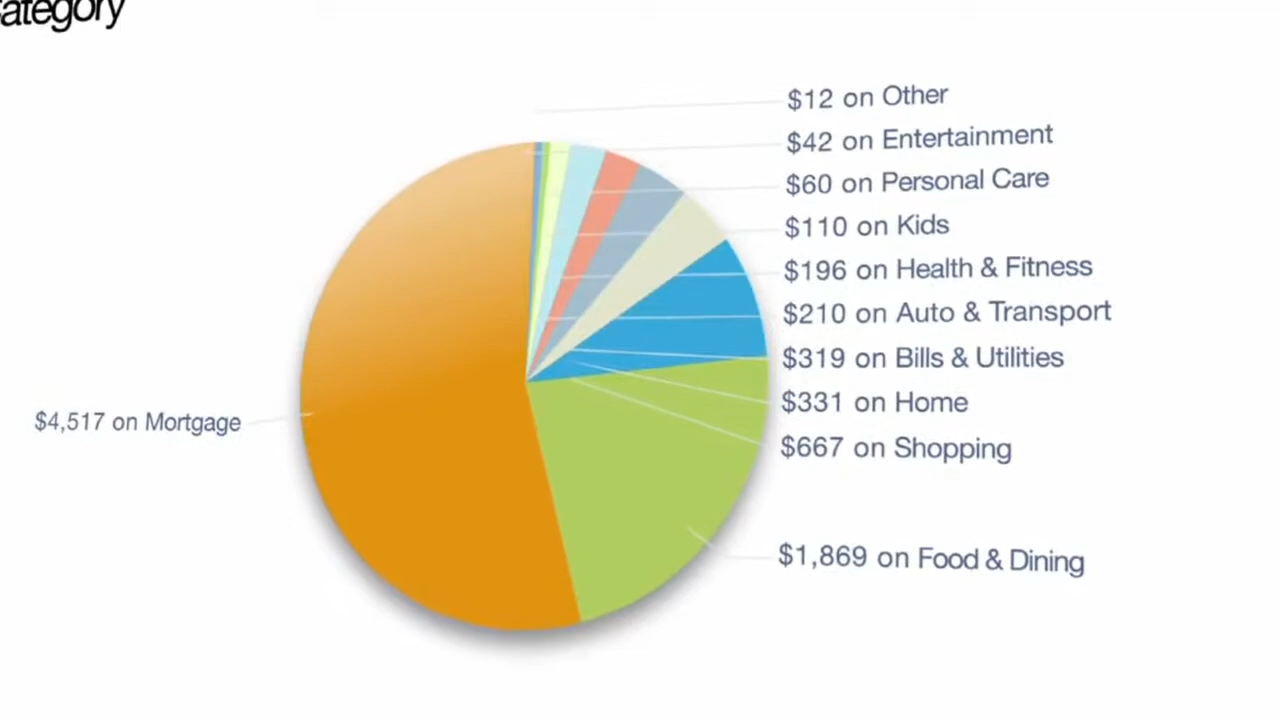 ategory
$12 on Other
$42 on Entertainment
$60 on Personal Care
$110 on Kids
$196 on Health & Fitness
$210 on Auto & Transport
$319 on Bills & Utilities
$331 on Home
$667 on Shopping
$4,517 on Mortgage
$1,869 on Food & Dining